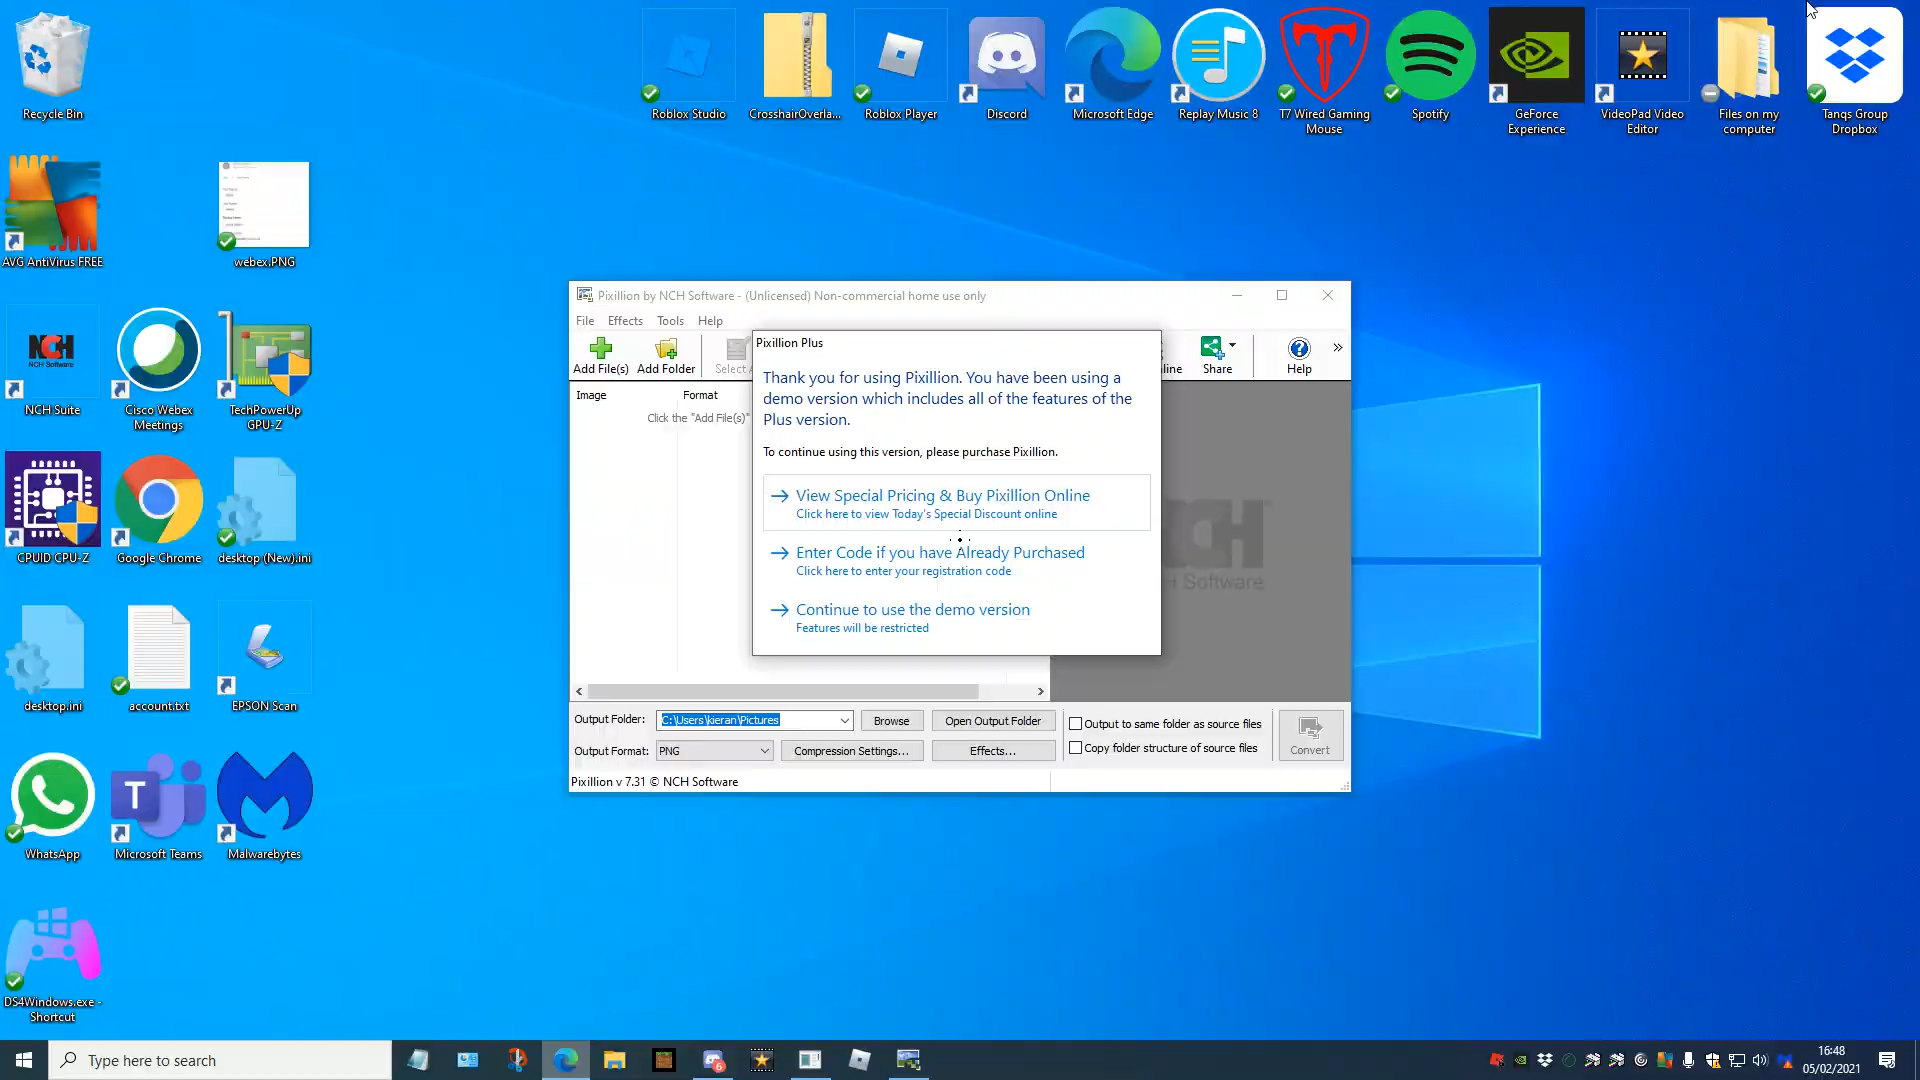 Recycle Bin
Roblox Studio
CrosshairOverla...
Roblox Player
Discord
Microsoft Edge
Replay Music 8
T7 Wired Gaming
Mouse
Spotify
GeForce
Experience
VideoPad Video
Editor
Files on my
computer
Tanqs Group
Dropbox
AVG AntiVirus FREE
webex.PNG
NCH
NCH Software
NCH Suite
Cisco Webex
Meetings
TechPowerUp
GPU-Z
CPUID CPU-Z
Google Chrome
desktop (New).ini
desktop.ini
account.txt
EPSON Scan
WhatsApp
T
Microsoft Teams
Malwarebytes
DS4Windows.exe -
Shortcut
Pixillion by NCH Software - (Unlicensed) Non-commercial home use only
File
Effects
Tools
Help
Add File(s)
Add Folder
Select
line
Share
Help
»
Image
Format
Click the "Add File(s)"
Pixillion Plus
Thank you for using Pixillion. You have been using a
demo version which includes all of the features of the
Plus version.
To continue using this version, please purchase Pixillion.
View Special Pricing & Buy Pixillion Online
Click here to view Today's Special Discount online
Enter Code if you have Already Purchased
Click here to enter your registration code
Continue to use the demo version
Features will be restricted
CH
H Software
Output Folder:
C:\Users\kieran\Pictures
Browse
Open Output Folder
Output to same folder as source files
Output Format:
PNG
Compression Settings...
Effects...
Copy folder structure of source files
Convert
Pixillion v 7.31 © NCH Software
Type here to search
6
16:48
05/02/2021